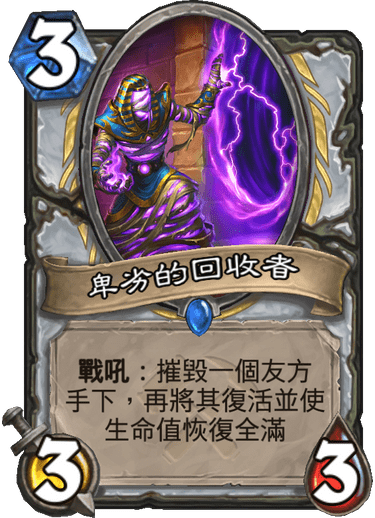 3
卑劣的回收者
戰吼：摧毀一個友方
手下，再將其復活並使
生命值恢復全滿
3
3